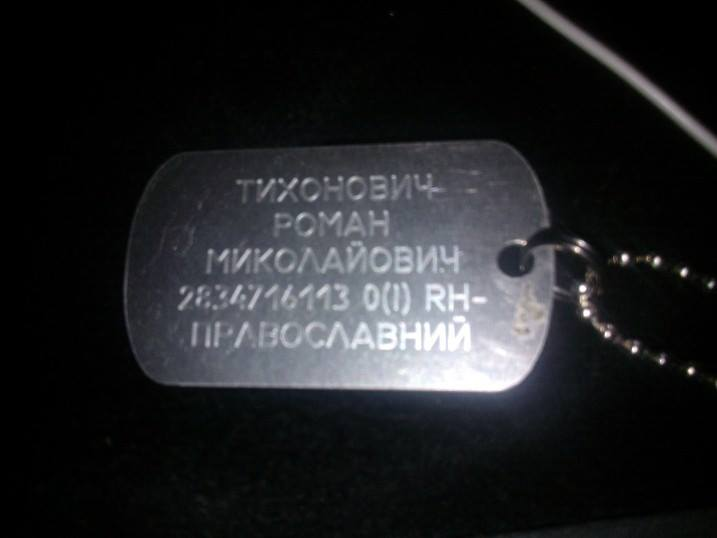 ТИХОНОВИЧ
РОМАН
МИКОЛАЙОВИЧ
2834716113 0(I) RH-
ПРАВОСЛАВНИЙ